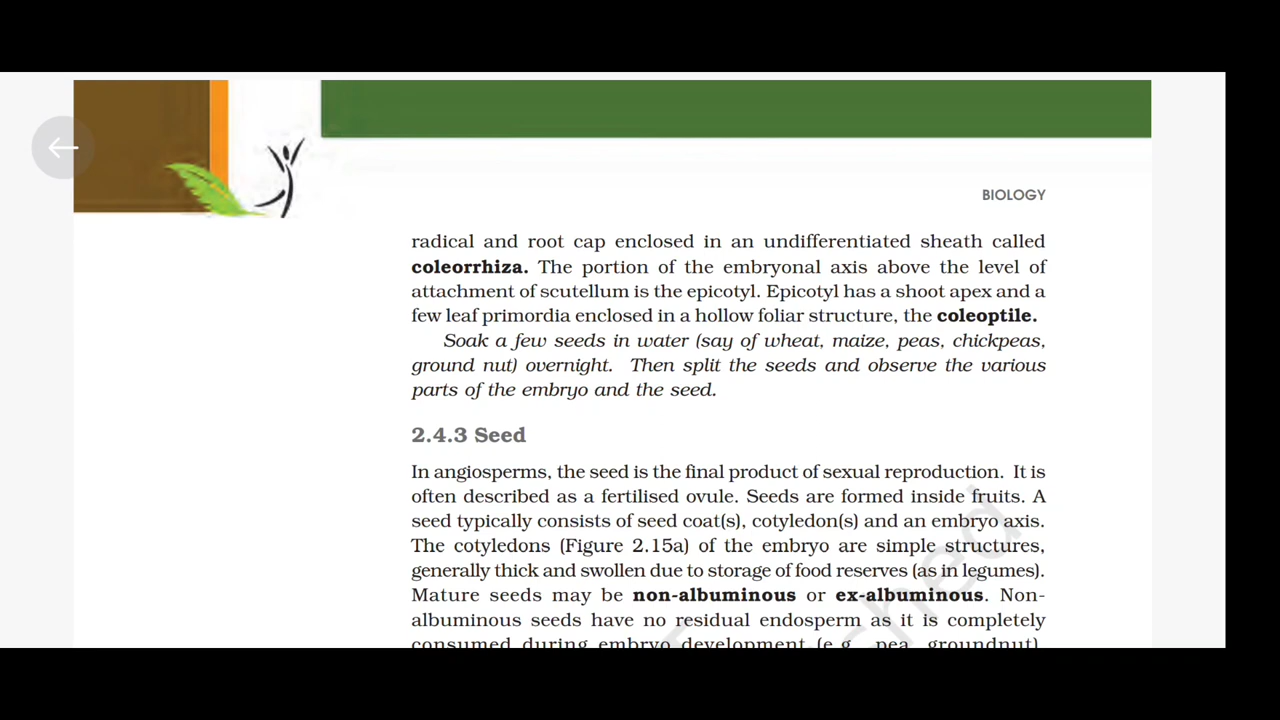 BIOLOGY
radical and root cap enclosed in an undifferentiated sheath called
coleorrhiza. The portion of the embryonal axis above the level of
attachment of scutellum is the epicotyl. Epicotyl has a shoot apex and a
few leaf primordia enclosed in a hollow foliar structure, the coleoptile.
Soak a few seeds in water (say of wheat, maize, peas, chickpeas,
ground nut) overnight. Then split the seeds and observe the various
parts of the embryo and the seed.
2.4.3 Seed
In angiosperms, the seed is the final product of sexual reproduction. It is
often described as a fertilised ovule. Seeds are formed inside fruits. A
seed typically consists of seed coat(s), cotyledon(s) and an embryo axis.
The cotyledons (Figure 2.15a) of the embryo are simple structures,
generally thick and swollen due to storage of food reserves (as in legumes).
Mature seeds may be non-albuminous or ex-albuminous. Non-
albuminous seeds have no residual endosperm as it is completely
consumed during embryo development (e.g., pea, groundnut).